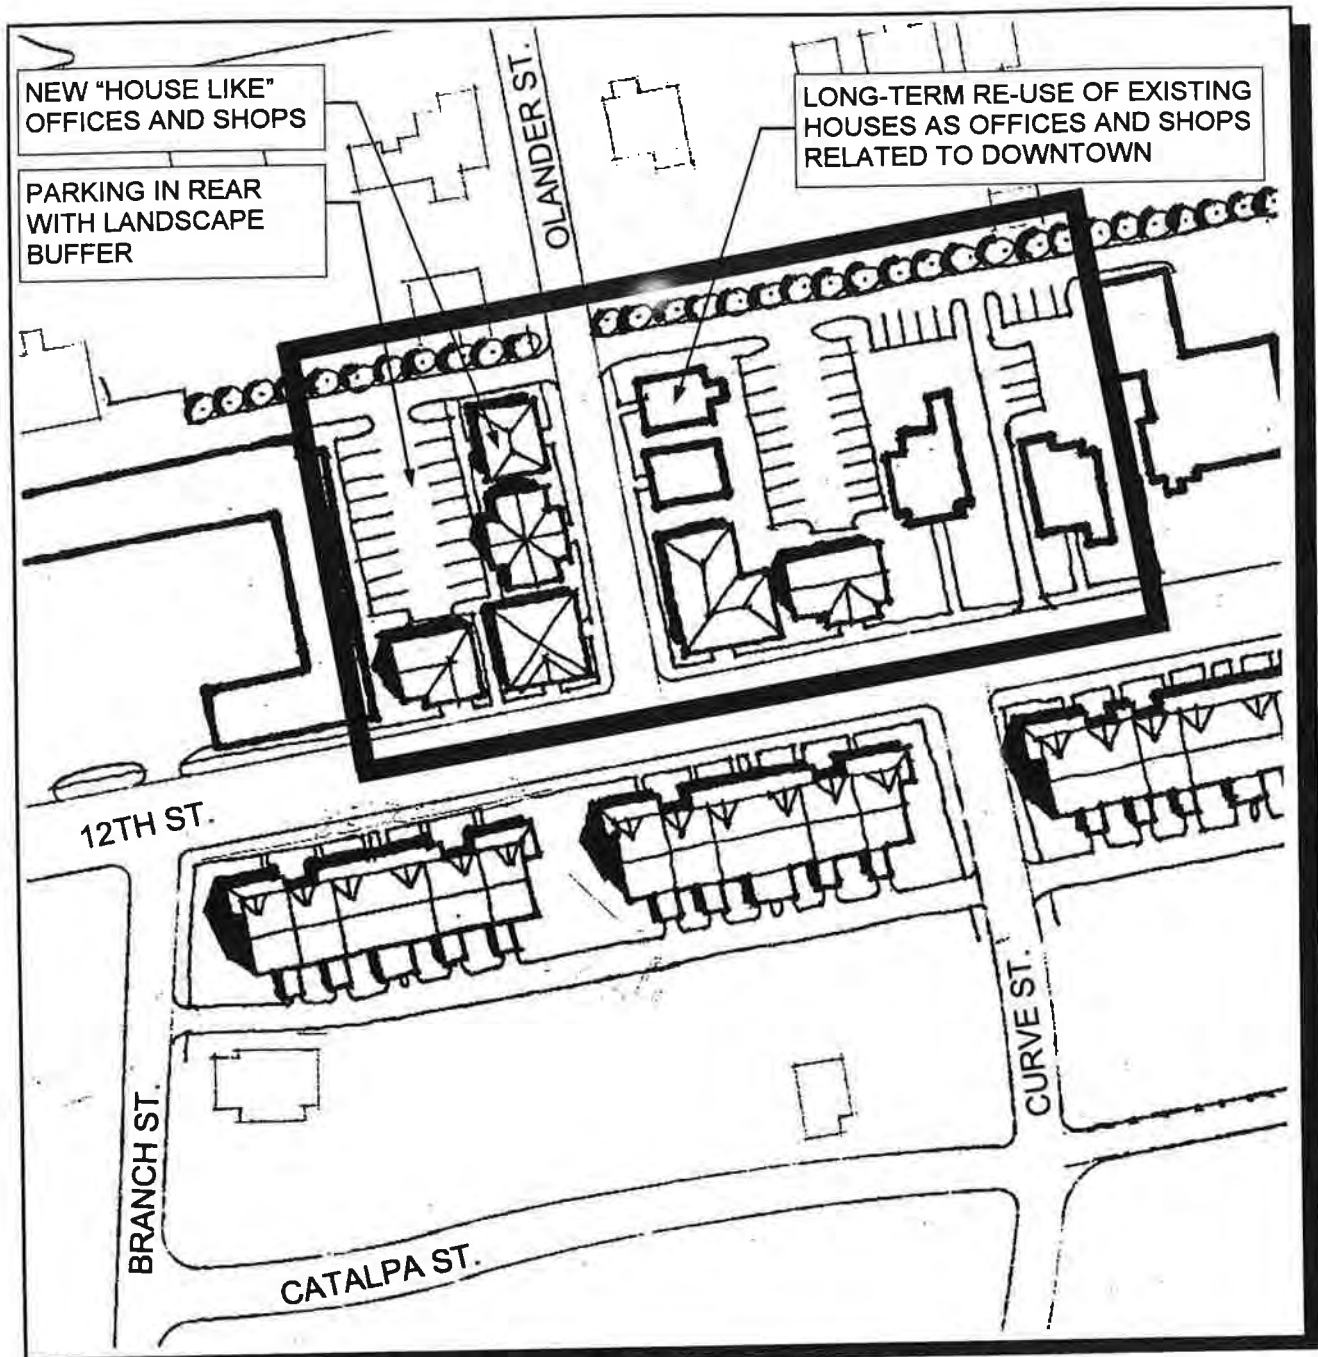 NEW “HOUSE LIKE”
OFFICES AND SHOPS
PARKING IN REAR
WITH LANDSCAPE
BUFFER
OLANDER ST.
LONG-TERM RE-USE OF EXISTING
HOUSES AS OFFICES AND SHOPS
RELATED TO DOWNTOWN
12TH ST.
BRANCH ST.
CURVE ST.
CATALPA ST.